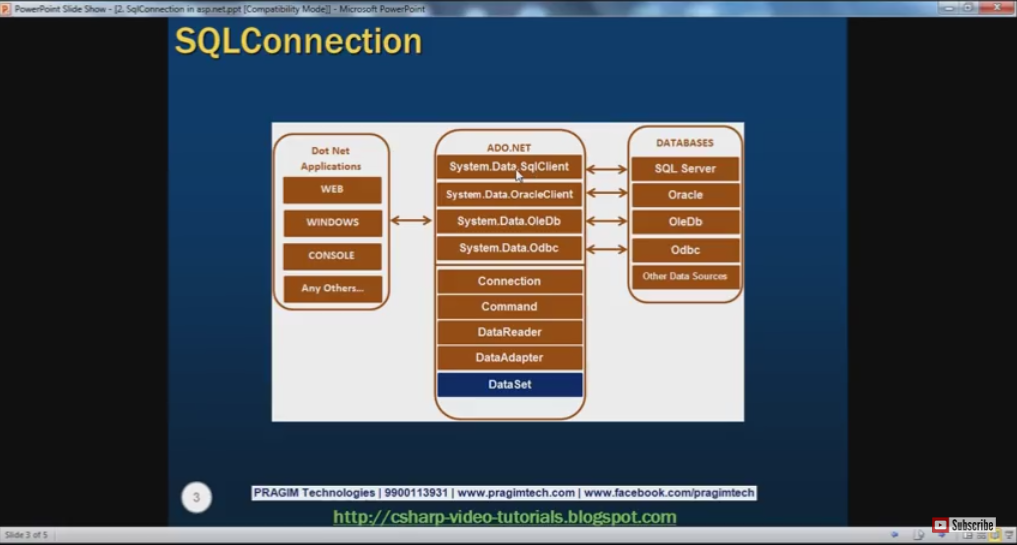 PowerPoint Slide Show - [2. SqlConnection in asp.net.ppt [Compatibility Mode]] - Microsoft PowerPoint
SQLConnection
Dot Net
Applications
WEB
WINDOWS
CONSOLE
Any Others...
ADO.NET
System.Data.SqlClient
System.Data.OracleClient
System.Data.OleDb
System.Data.Odbc
Connection
Command
DataReader
DataAdapter
DataSet
DATABASES
SQL Server
Oracle
OleDb
Odbc
Other Data Sources
3
PRAGIM Technologies | 9900113931 | www.pragimtech.com | www.facebook.com/pragimtech
http://csharp-video-tutorials.blogspot.com
Subscribe
Slide 3 of 5